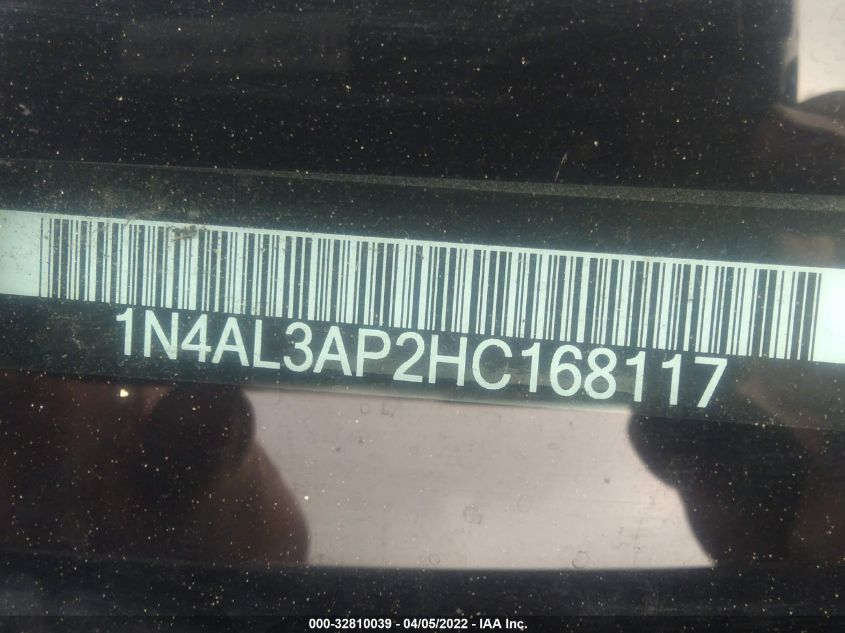 1N4AL3AP2HC168117
000-32810039 - 04/05/2022 - IAA Inc.